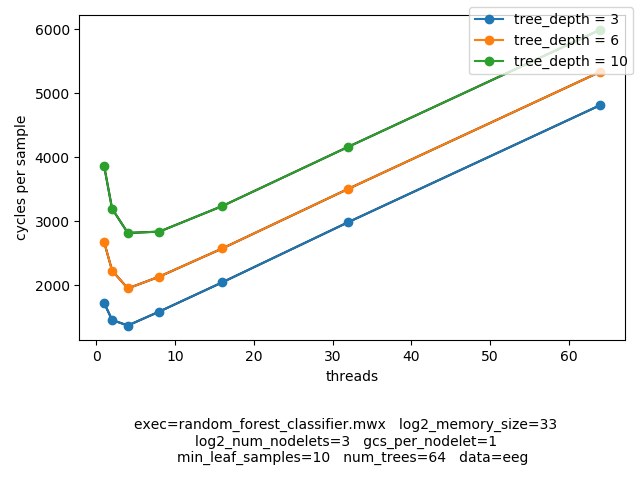 tree_depth = 3
tree_depth = 6
tree_depth = 10
6000
5000
4000
3000
2000
cycles per sample
0 10 20 30 40 50 60
threads
exec=random_forest_classifier.mwx log2_memory_size=33
log2_num_nodelets=3 gcs_per_nodelet=1
min_leaf_samples=10 num_trees=64 data=eeg